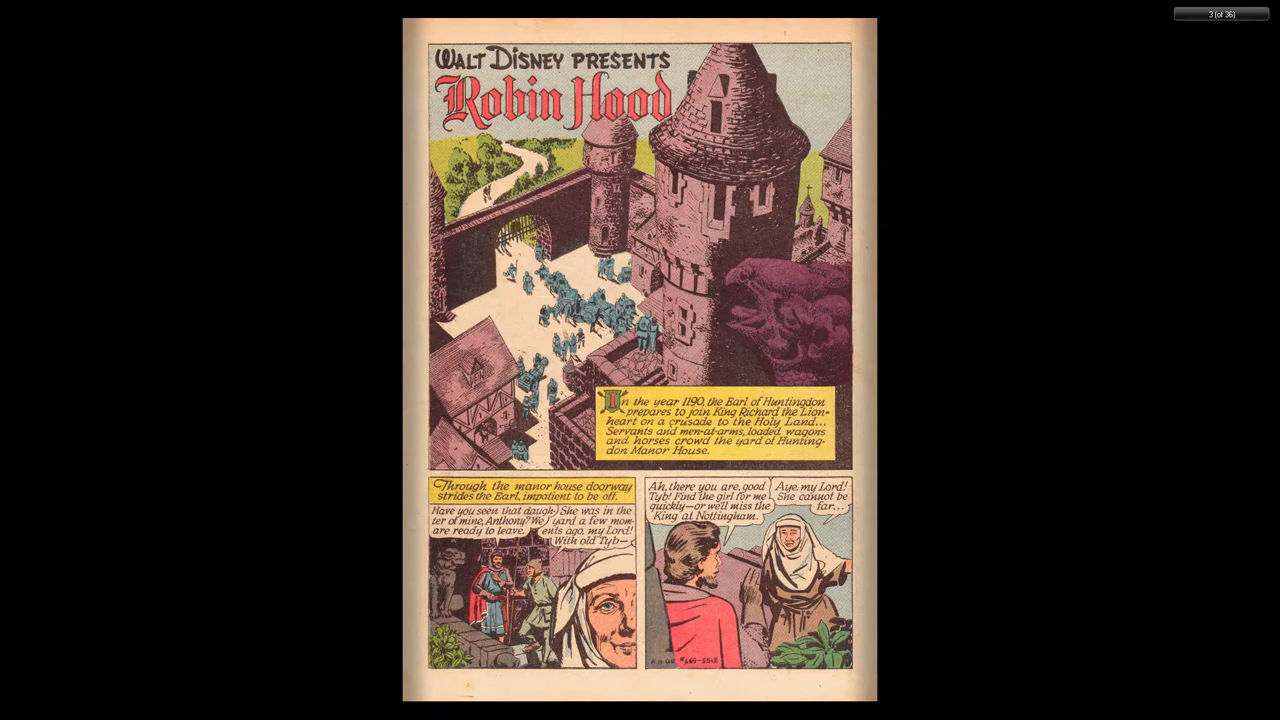 3 (of 36)
WALT DISNEY PRESENTS
Robin Hood
In the year 1190, the Earl of Huntingdon
prepares to join King Richard the Lion-
heart on a crusade to the Holy Land...
Servants and men-at-arms, loaded wagons
and horses crowd the yard of Hunting-
don Manor House.
Through the manor house doorway
strides the Earl, impatient to be off.
Have you seen that daugh-
ter of mine, Anthony? We
are ready to leave.
She was in the
yard a few mom-
ents ago, my Lord!
With old Tyb—
Ah, there you are, good
Tyb! Find the girl for me
quickly—or we'll miss the
King at Nottingham.
Aye, my Lord!
She cannot be
far...